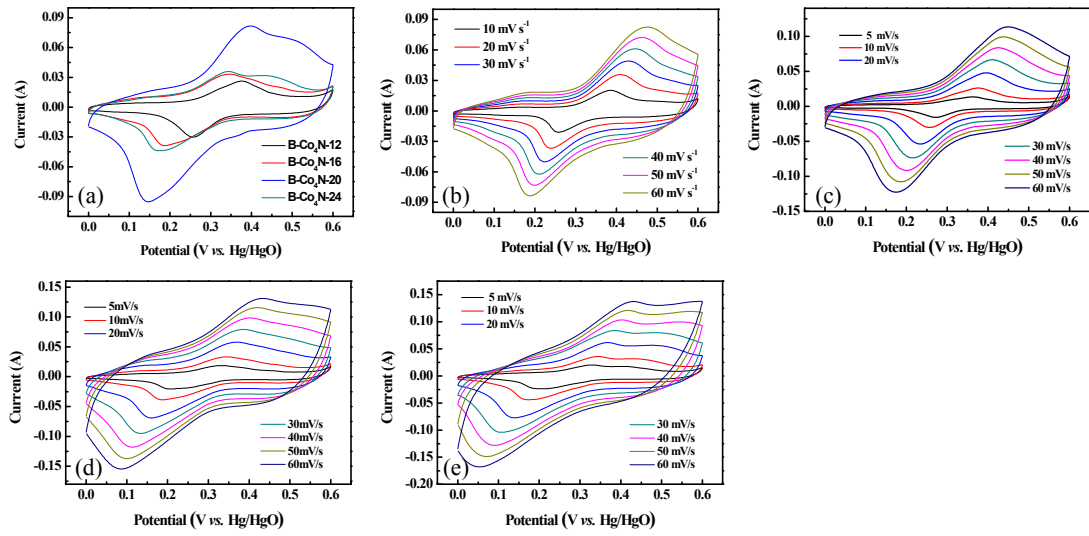 (a)
0.12
0.09
0.06
0.03
0.00
-0.03
-0.06
-0.09
Current (A)
B-Co₄N-12
B-Co₄N-16
B-Co₄N-20
B-Co₄N-24
0.0 0.1 0.2 0.3 0.4 0.5 0.6
Potential (V vs. Hg/HgO)
(b)
0.09
0.06
0.03
0.00
-0.03
-0.06
-0.09
Current (A)
10 mV s⁻¹
20 mV s⁻¹
30 mV s⁻¹
40 mV s⁻¹
50 mV s⁻¹
60 mV s⁻¹
0.0 0.1 0.2 0.3 0.4 0.5 0.6
Potential (V vs. Hg/HgO)
(c)
0.10
0.05
0.00
-0.05
-0.10
-0.15
Current (A)
5 mV/s
10 mV/s
20 mV/s
30 mV/s
40 mV/s
50 mV/s
60 mV/s
0.0 0.1 0.2 0.3 0.4 0.5 0.6
Potential (V vs. Hg/HgO)
(d)
0.15
0.10
0.05
0.00
-0.05
-0.10
-0.15
Current (A)
5mV/s
10mV/s
20mV/s
30mV/s
40mV/s
50mV/s
60mV/s
0.0 0.1 0.2 0.3 0.4 0.5 0.6
Potential (V vs. Hg/HgO)
(e)
0.15
0.10
0.05
0.00
-0.05
-0.10
-0.15
-0.20
Current (A)
5 mV/s
10 mV/s
20 mV/s
30 mV/s
40 mV/s
50 mV/s
60 mV/s
0.0 0.1 0.2 0.3 0.4 0.5 0.6
Potential (V vs. Hg/HgO)